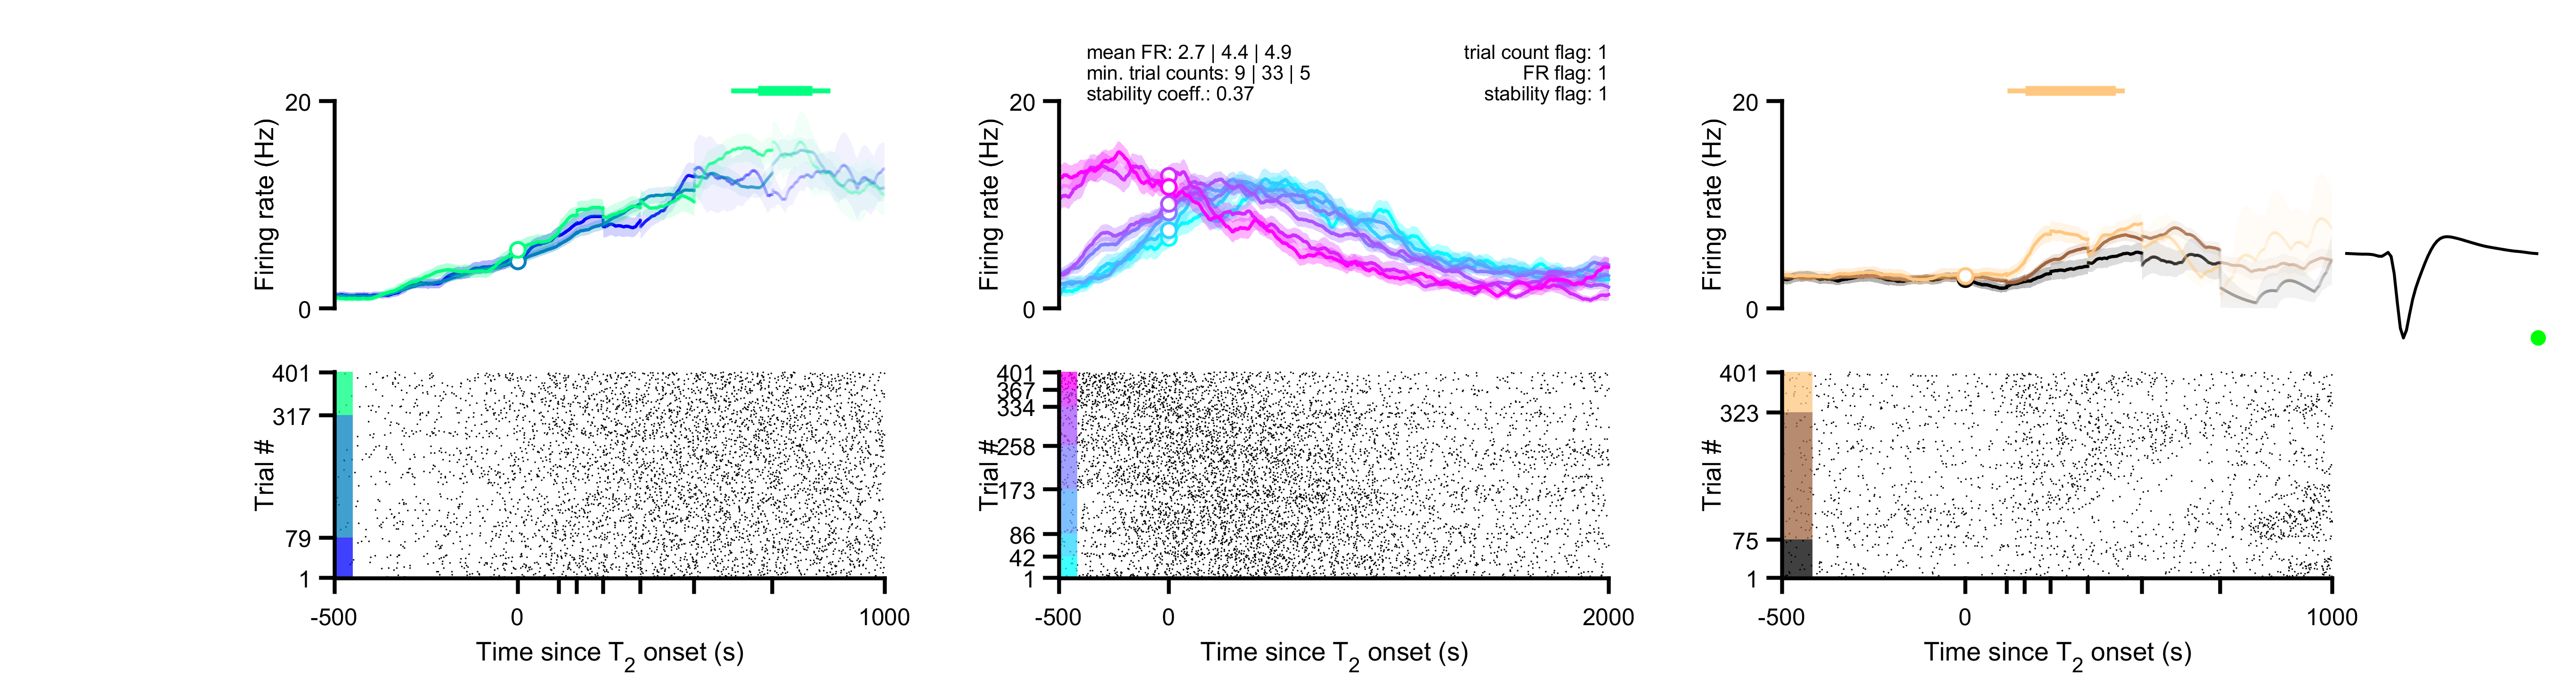 mean FR: 2.7 | 4.4 | 4.9
min. trial counts: 9 | 33 | 5
stability coeff.: 0.37
trial count flag: 1
FR flag: 1
stability flag: 1
20
0
Firing rate (Hz)
20
0
Firing rate (Hz)
20
0
Firing rate (Hz)
401
317
79
1
Trial #
401
367
334
258
173
86
42
1
Trial #
401
323
75
1
Trial #
-500 0 1000
Time since T2 onset (s)
-500 0 2000
Time since T2 onset (s)
-500 0 1000
Time since T2 onset (s)